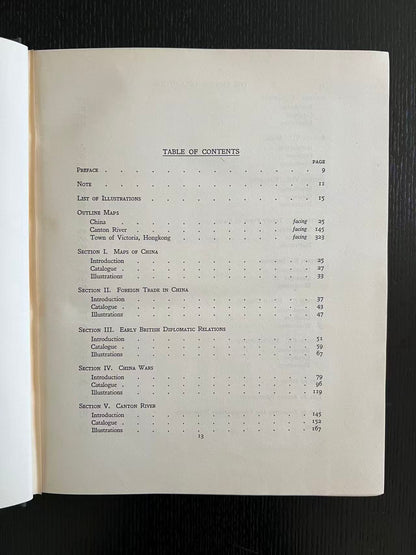 TABLE OF CONTENTS
PAGE
PREFACE . . . . . . . . . . . . . 9
NOTE . . . . . . . . . . . . . 11
LIST OF ILLUSTRATIONS . . . . . . . . . . 15
OUTLINE MAPS
China . . . . . . . . . facing 25
Canton River . . . . . . . . facing 145
Town of Victoria, Hongkong . . . . . . facing 323
SECTION I. MAPS OF CHINA
Introduction . . . . . . . . . . . 25
Catalogue . . . . . . . . . . . . 27
Illustrations . . . . . . . . . . . 33
SECTION II. FOREIGN TRADE IN CHINA
Introduction . . . . . . . . . . . 37
Catalogue . . . . . . . . . . . . 43
Illustrations . . . . . . . . . . . 47
SECTION III. EARLY BRITISH DIPLOMATIC RELATIONS
Introduction . . . . . . . . . . . 51
Catalogue . . . . . . . . . . . . 59
Illustrations . . . . . . . . . . . 67
SECTION IV. CHINA WARS
Introduction . . . . . . . . . . . 79
Catalogue . . . . . . . . . . . . 96
Illustrations . . . . . . . . . . . 119
SECTION V. CANTON RIVER
Introduction . . . . . . . . . . . 145
Catalogue . . . . . . . . . . . . 152
Illustrations . . . . . . . . . . . 167
13